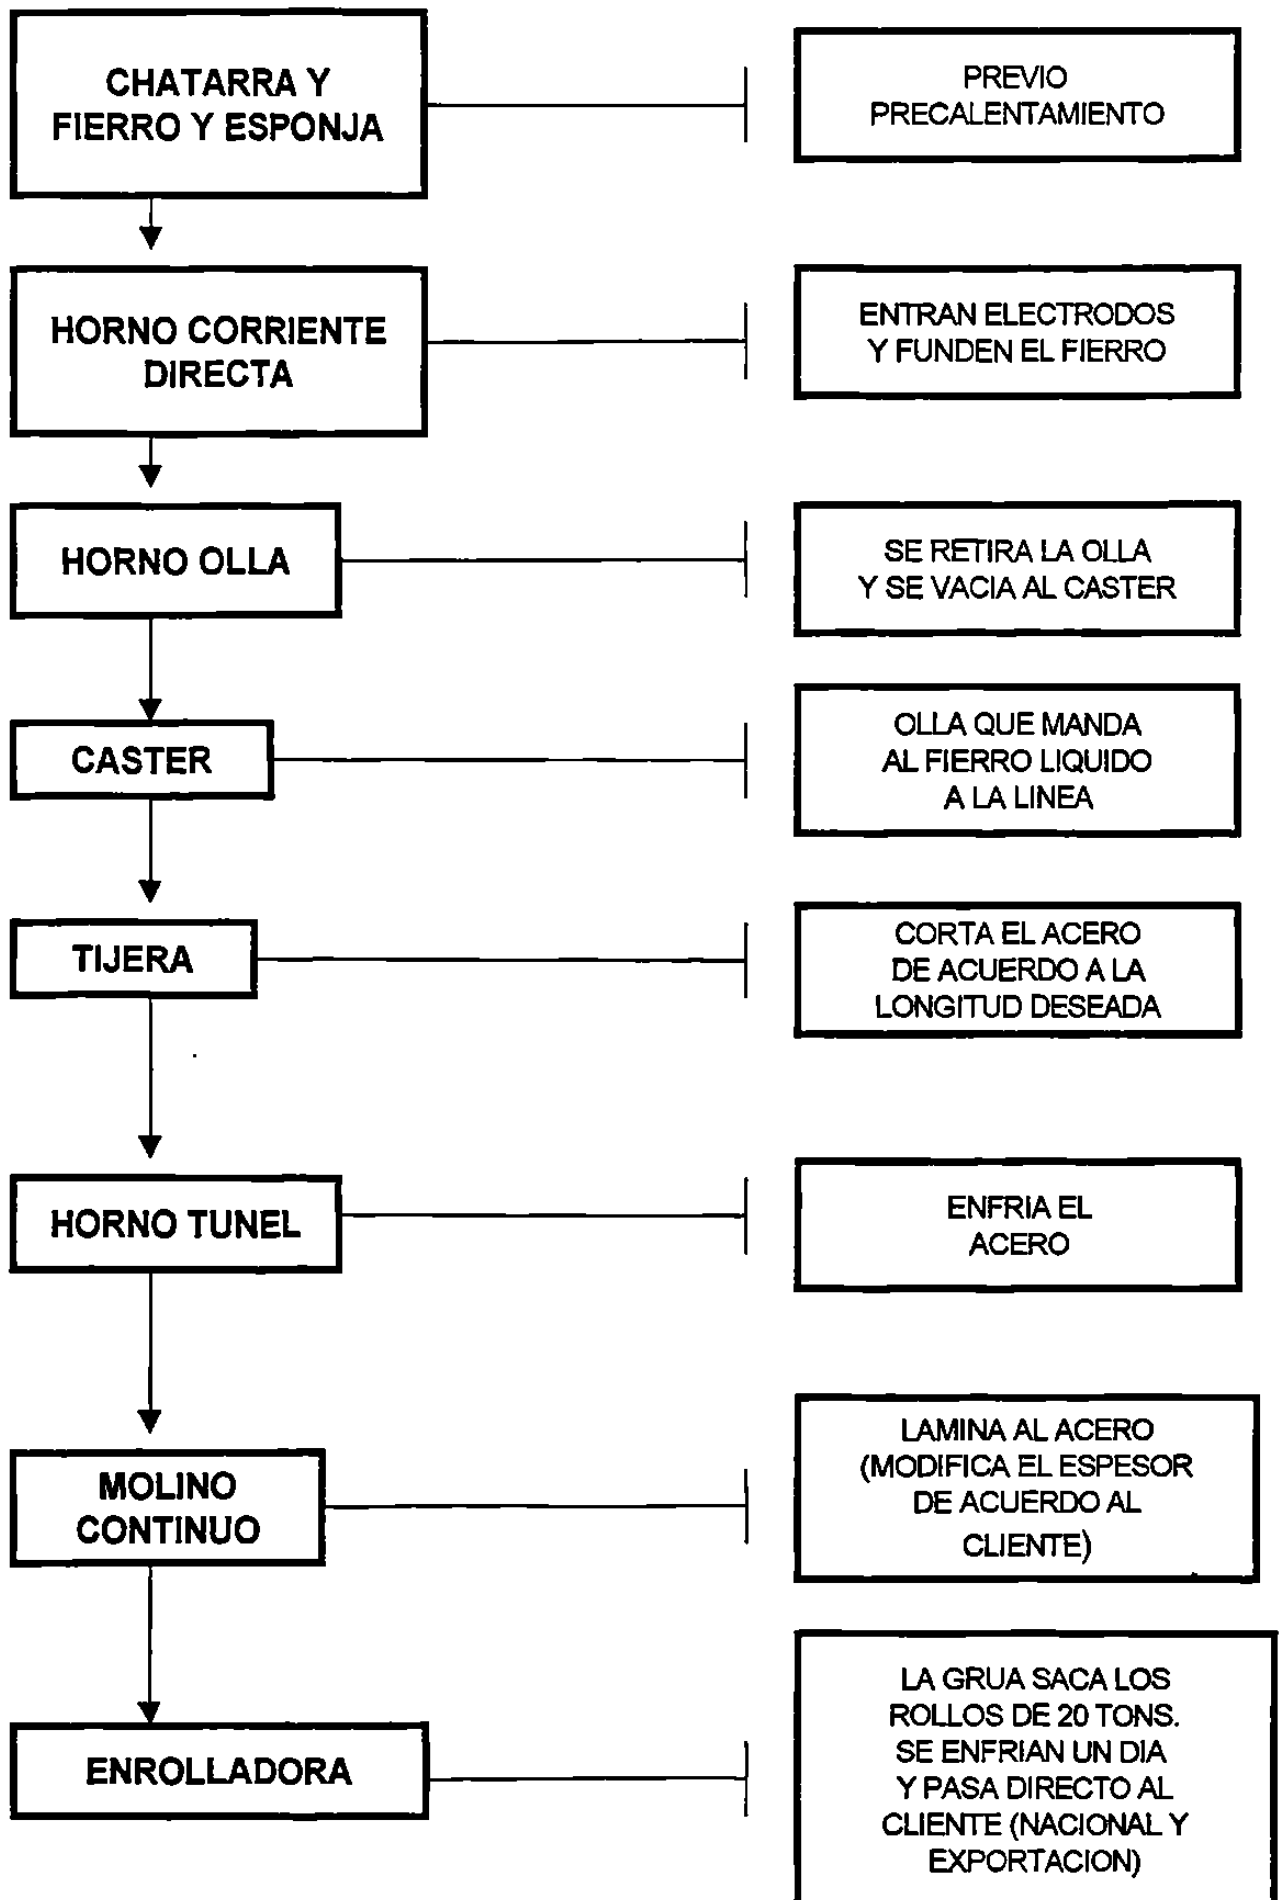 CHATARRA Y
FIERRO Y ESPONJA
PREVIO
PRECALENTAMIENTO
HORNO CORRIENTE
DIRECTA
ENTRAN ELECTRODOS
Y FUNDEN EL FIERRO
HORNO OLLA
SE RETIRA LA OLLA
Y SE VACIA AL CASTER
CASTER
OLLA QUE MANDA
AL FIERRO LIQUIDO
A LA LINEA
TIJERA
CORTA EL ACERO
DE ACUERDO A LA
LONGITUD DESEADA
HORNO TUNEL
ENFRIA EL
ACERO
MOLINO
CONTINUO
LAMINA AL ACERO
(MODIFICA EL ESPESOR
DE ACUERDO AL
CLIENTE)
ENROLLADORA
LA GRUA SACA LOS
ROLLOS DE 20 TONS.
SE ENFRIAN UN DIA
Y PASA DIRECTO AL
CLIENTE (NACIONAL Y
EXPORTACION)